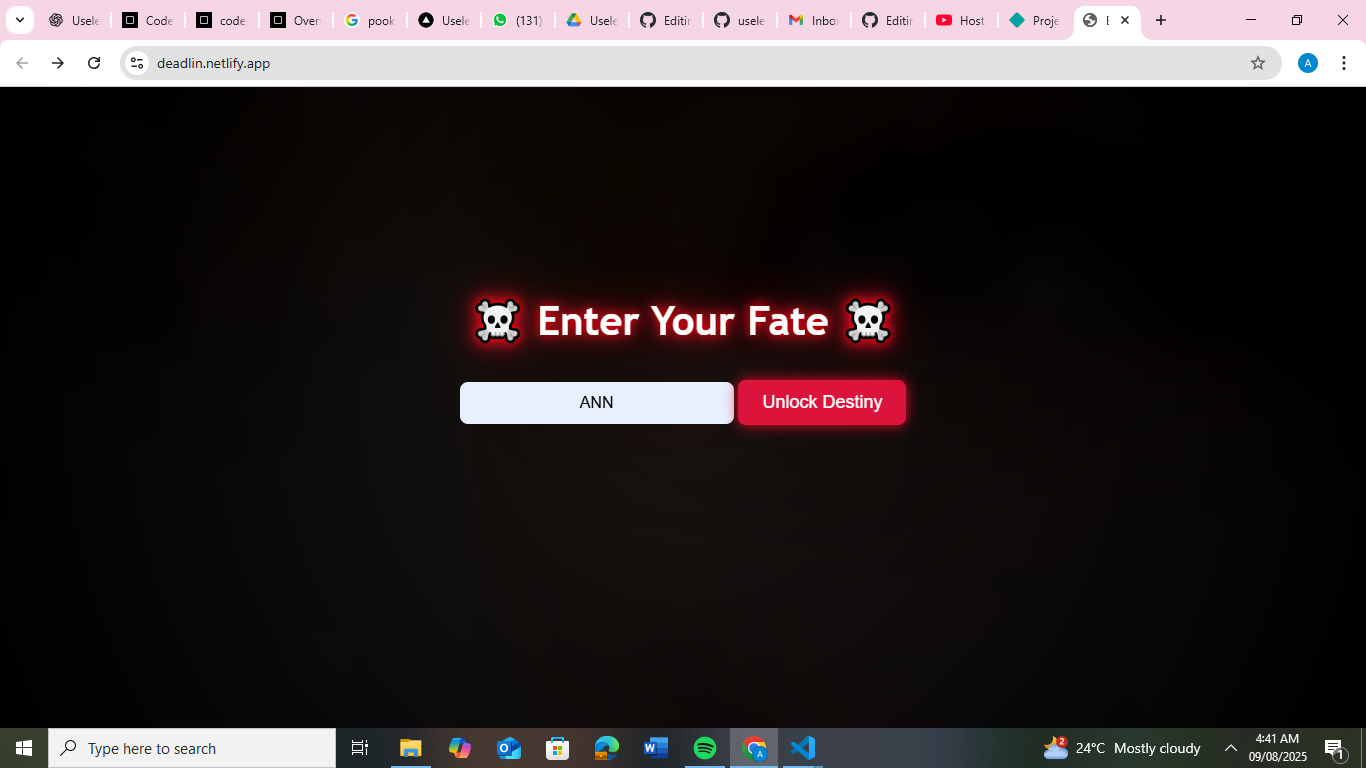 Usele
Code
code
Over
pook
Usele
(131)
Usele
Editin
usele
Inbox
Editin
Host
Proje
deadlin.netlify.app
A
☠️ Enter Your Fate ☠️
ANN
Unlock Destiny
Type here to search
2
24°C Mostly cloudy
4:41 AM
09/08/2025
1